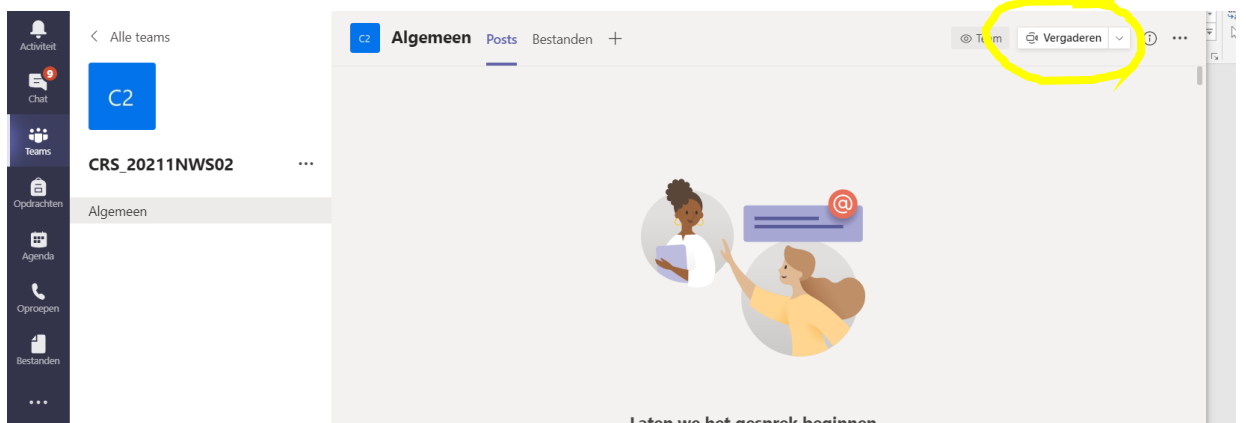 Activiteit
9
Chat
Teams
Opdrachten
Agenda
Oproepen
Bestanden
Alle teams
C2
CRS_20211NWS02
Algemeen
C2 Algemeen Posts Bestanden
Team Vergaderen
@
Laten we het gesprek beginnen